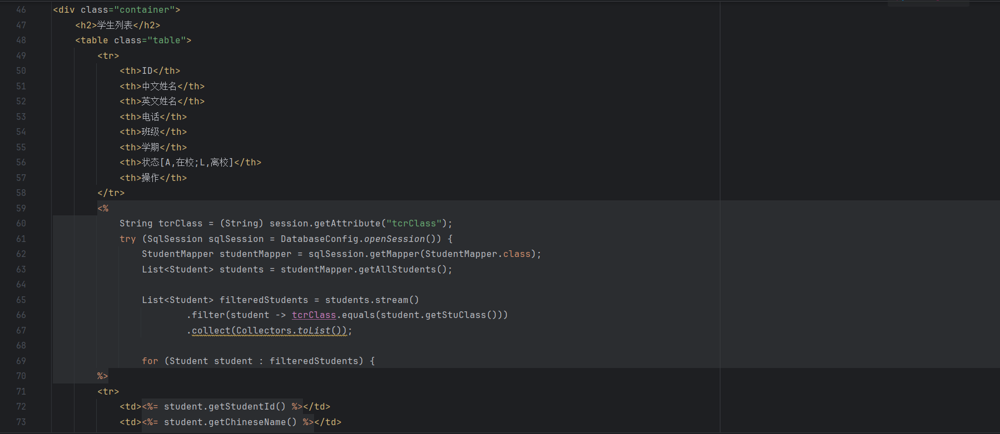 46 <div class="container">
47 <h2>学生列表</h2>
48 <table class="table">
49 <tr>
50 <th>ID</th>
51 <th>中文姓名</th>
52 <th>英文姓名</th>
53 <th>电话</th>
54 <th>班级</th>
55 <th>学期</th>
56 <th>状态[A,在校;L,离校]</th>
57 <th>操作</th>
58 </tr>
59 <%
60 String tcrClass = (String) session.getAttribute("tcrClass");
61 try (SqlSession sqlSession = DatabaseConfig.openSession()) {
62 StudentMapper studentMapper = sqlSession.getMapper(StudentMapper.class);
63 List<Student> students = studentMapper.getAllStudents();
64
65 List<Student> filteredStudents = students.stream()
66 .filter(student -> tcrClass.equals(student.getStuClass()))
67 .collect(Collectors.toList());
68
69 for (Student student : filteredStudents) {
70 %>
71 <tr>
72 <td><%= student.getStudentId() %></td>
73 <td><%= student.getChineseName() %></td>